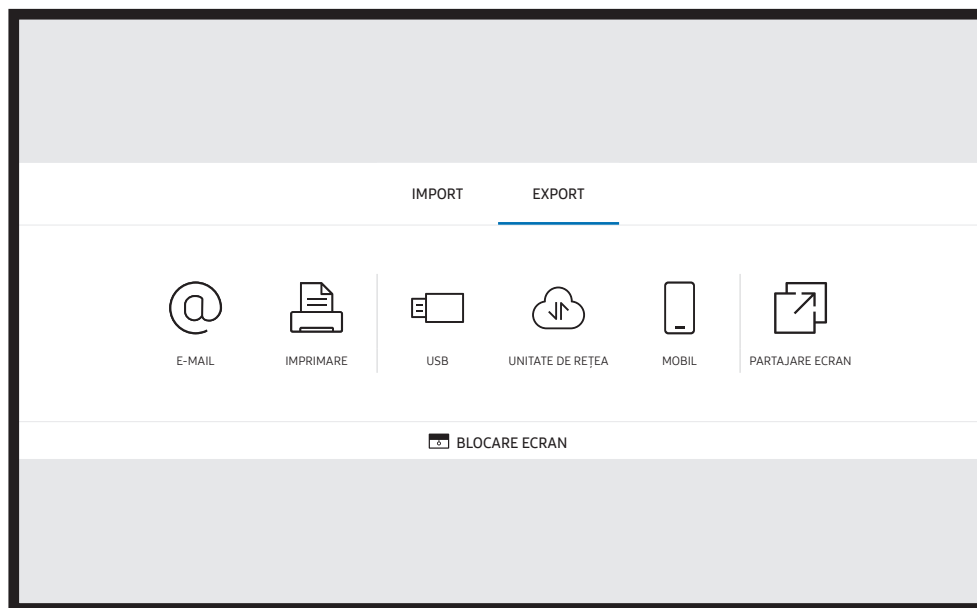 IMPORT EXPORT
E-MAIL IMPRIMARE USB UNITATE DE REȚEA MOBIL PARTAJARE ECRAN
BLOCARE ECRAN